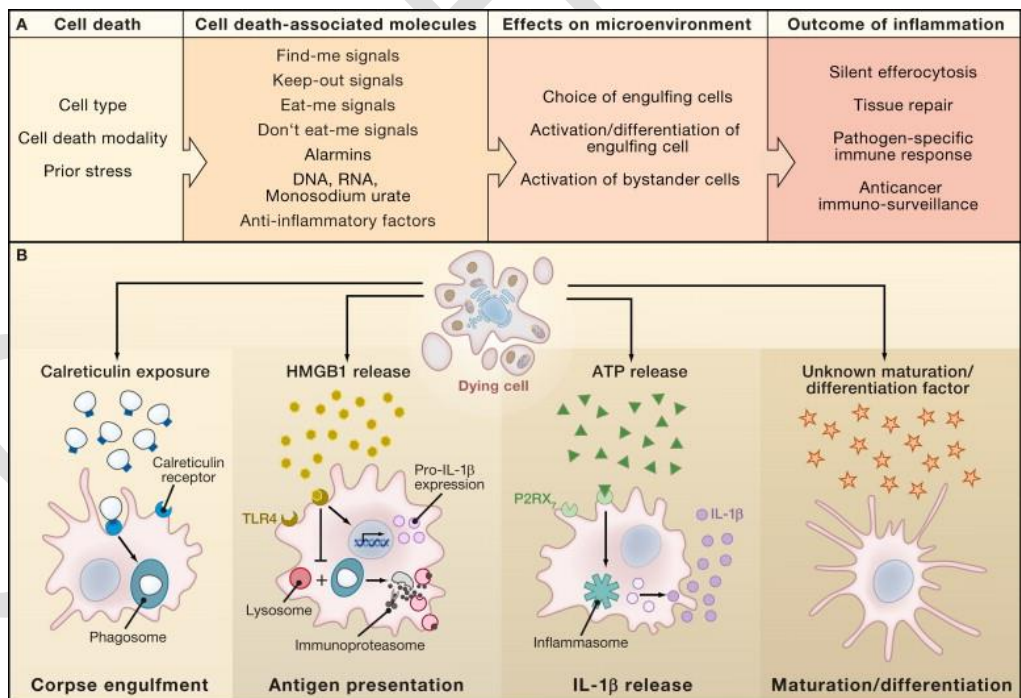 A Cell death
Cell death-associated molecules
Effects on microenvironment
Outcome of inflammation
Cell type
Cell death modality
Prior stress
Find-me signals
Keep-out signals
Eat-me signals
Don't eat-me signals
Alarmins
DNA, RNA,
Monosodium urate
Anti-inflammatory factors
Choice of engulfing cells
Activation/differentiation of
engulfing cell
Activation of bystander cells
Silent efferocytosis
Tissue repair
Pathogen-specific
immune response
Anticancer
immuno-surveillance
B
Dying cell
Calreticulin exposure
Calreticulin
receptor
Phagosome
Corpse engulfment
HMGB1 release
Pro-IL-1β
expression
TLR4
Lysosome
Immunoproteasome
Antigen presentation
ATP release
P2RX7
IL-1β
Inflammasome
IL-1β release
Unknown maturation/
differentiation factor
Maturation/differentiation